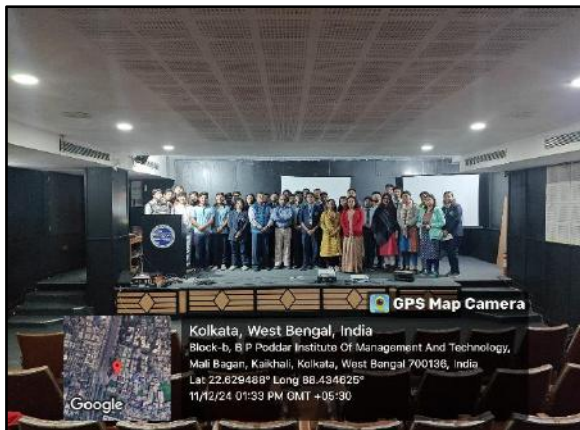 GPS Map Camera
Kolkata, West Bengal, India
Block-b, B P Poddar Institute Of Management And Technology,
Mali Bagan, Kaikhali, Kolkata, West Bengal 700136, India
Lat 22.629488° Long 88.434625°
11/12/24 01:33 PM GMT +05:30
Google